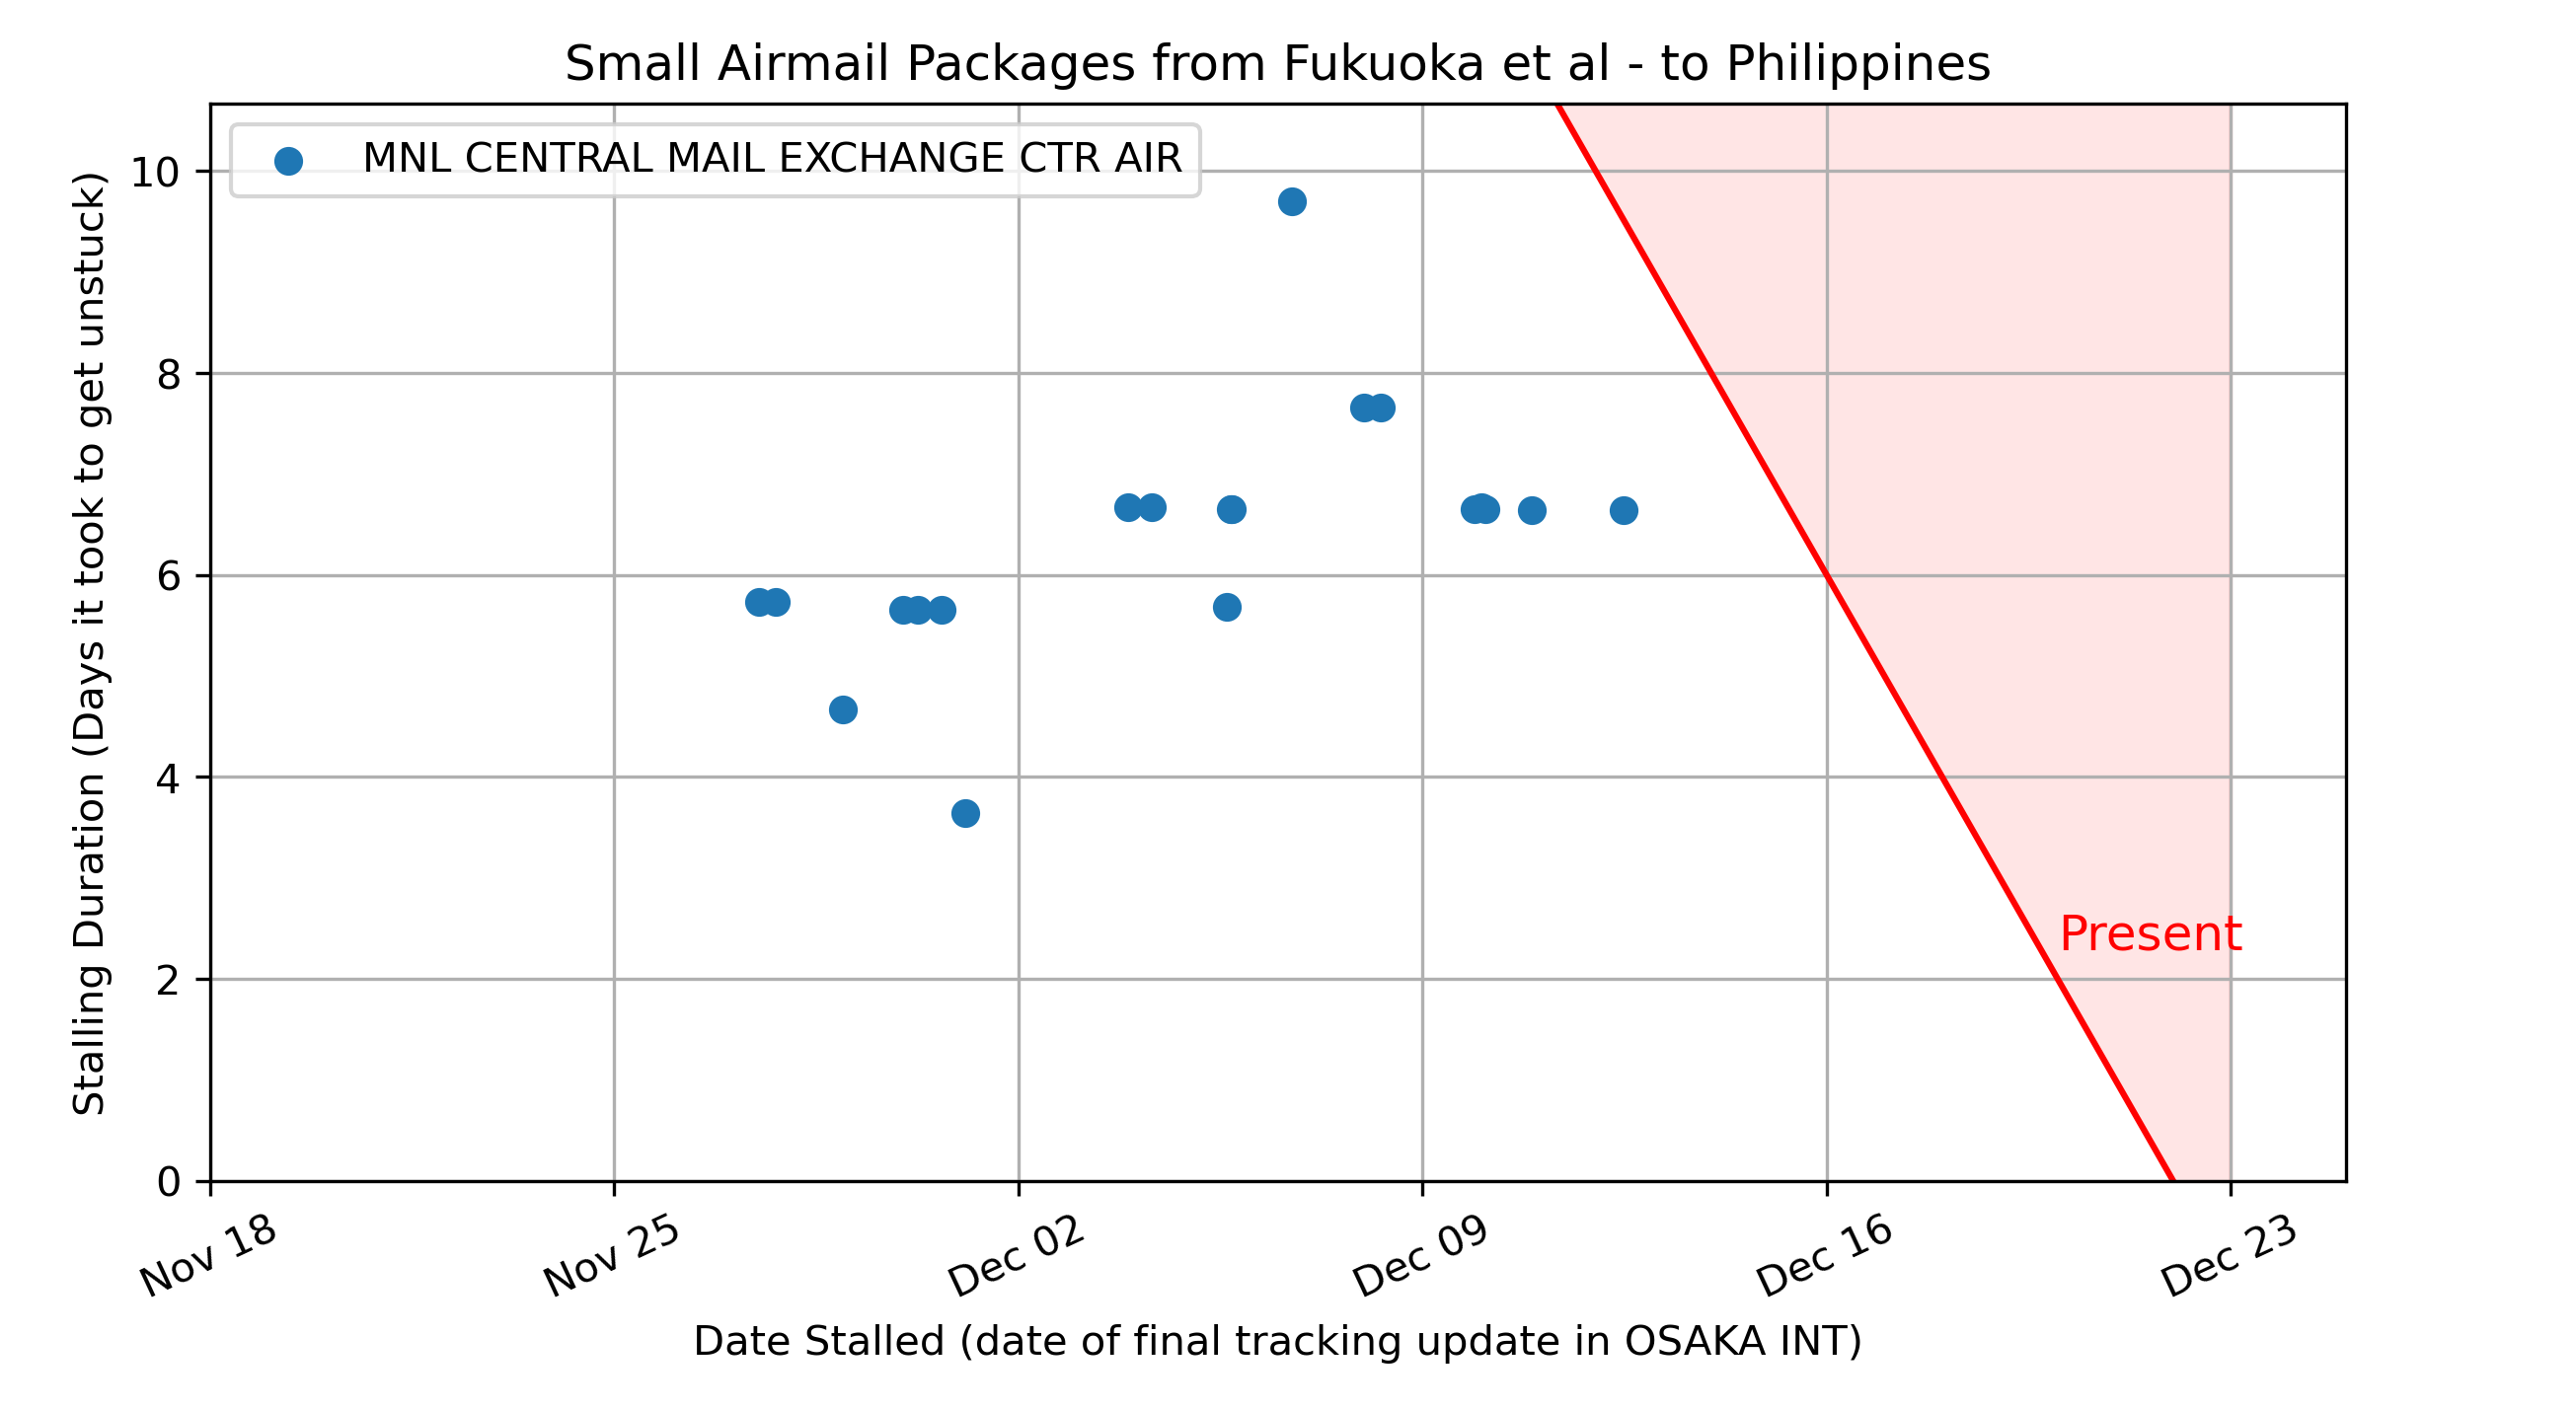 Small Airmail Packages from Fukuoka et al - to Philippines
MNL CENTRAL MAIL EXCHANGE CTR AIR
Stalling Duration (Days it took to get unstuck)
10
8
6
4
2
0
Present
Nov 18
Nov 25
Dec 02
Dec 09
Dec 16
Dec 23
Date Stalled (date of final tracking update in OSAKA INT)